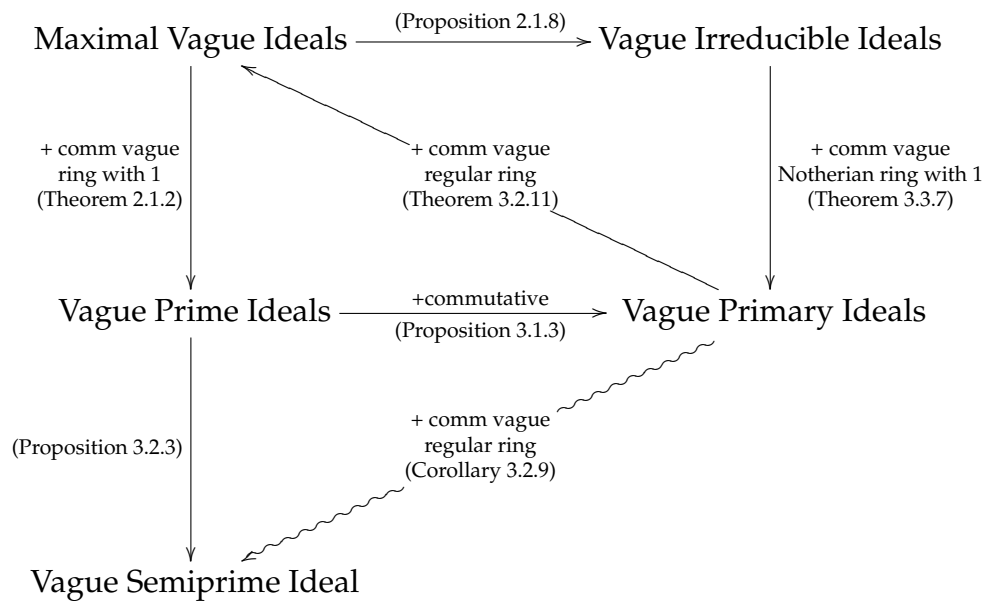 (Proposition 2.1.8)
Maximal Vague Ideals
Vague Irreducible Ideals
+ comm vague
ring with 1
(Theorem 2.1.2)
+ comm vague
regular ring
(Theorem 3.2.11)
+ comm vague
Notherian ring with 1
(Theorem 3.3.7)
Vague Prime Ideals
+commutative
(Proposition 3.1.3)
Vague Primary Ideals
(Proposition 3.2.3)
+ comm vague
regular ring
(Corollary 3.2.9)
Vague Semiprime Ideal